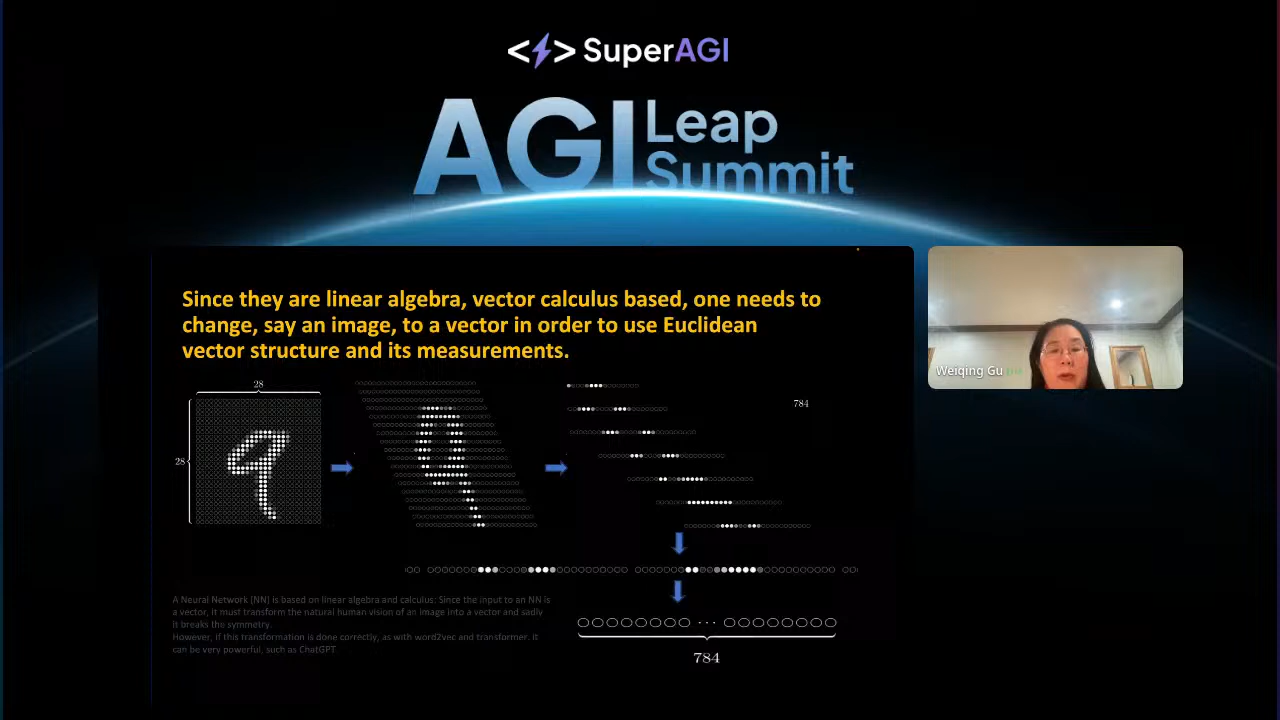 <⚡> SuperAGI
AGI Leap
Summit
Since they are linear algebra, vector calculus based, one needs to
change, say an image, to a vector in order to use Euclidean
vector structure and its measurements.
28
28
784
A Neural Network (NN) is based on linear algebra and calculus: Since the input to an NN is
a vector, it must transform the natural human vision of an image into a vector and sadly
it breaks the symmetry.
However, if this transformation is done correctly, as with word2vec and transformer. It
can be very powerful, such as ChatGPT.
...
784
Weiqing Gu